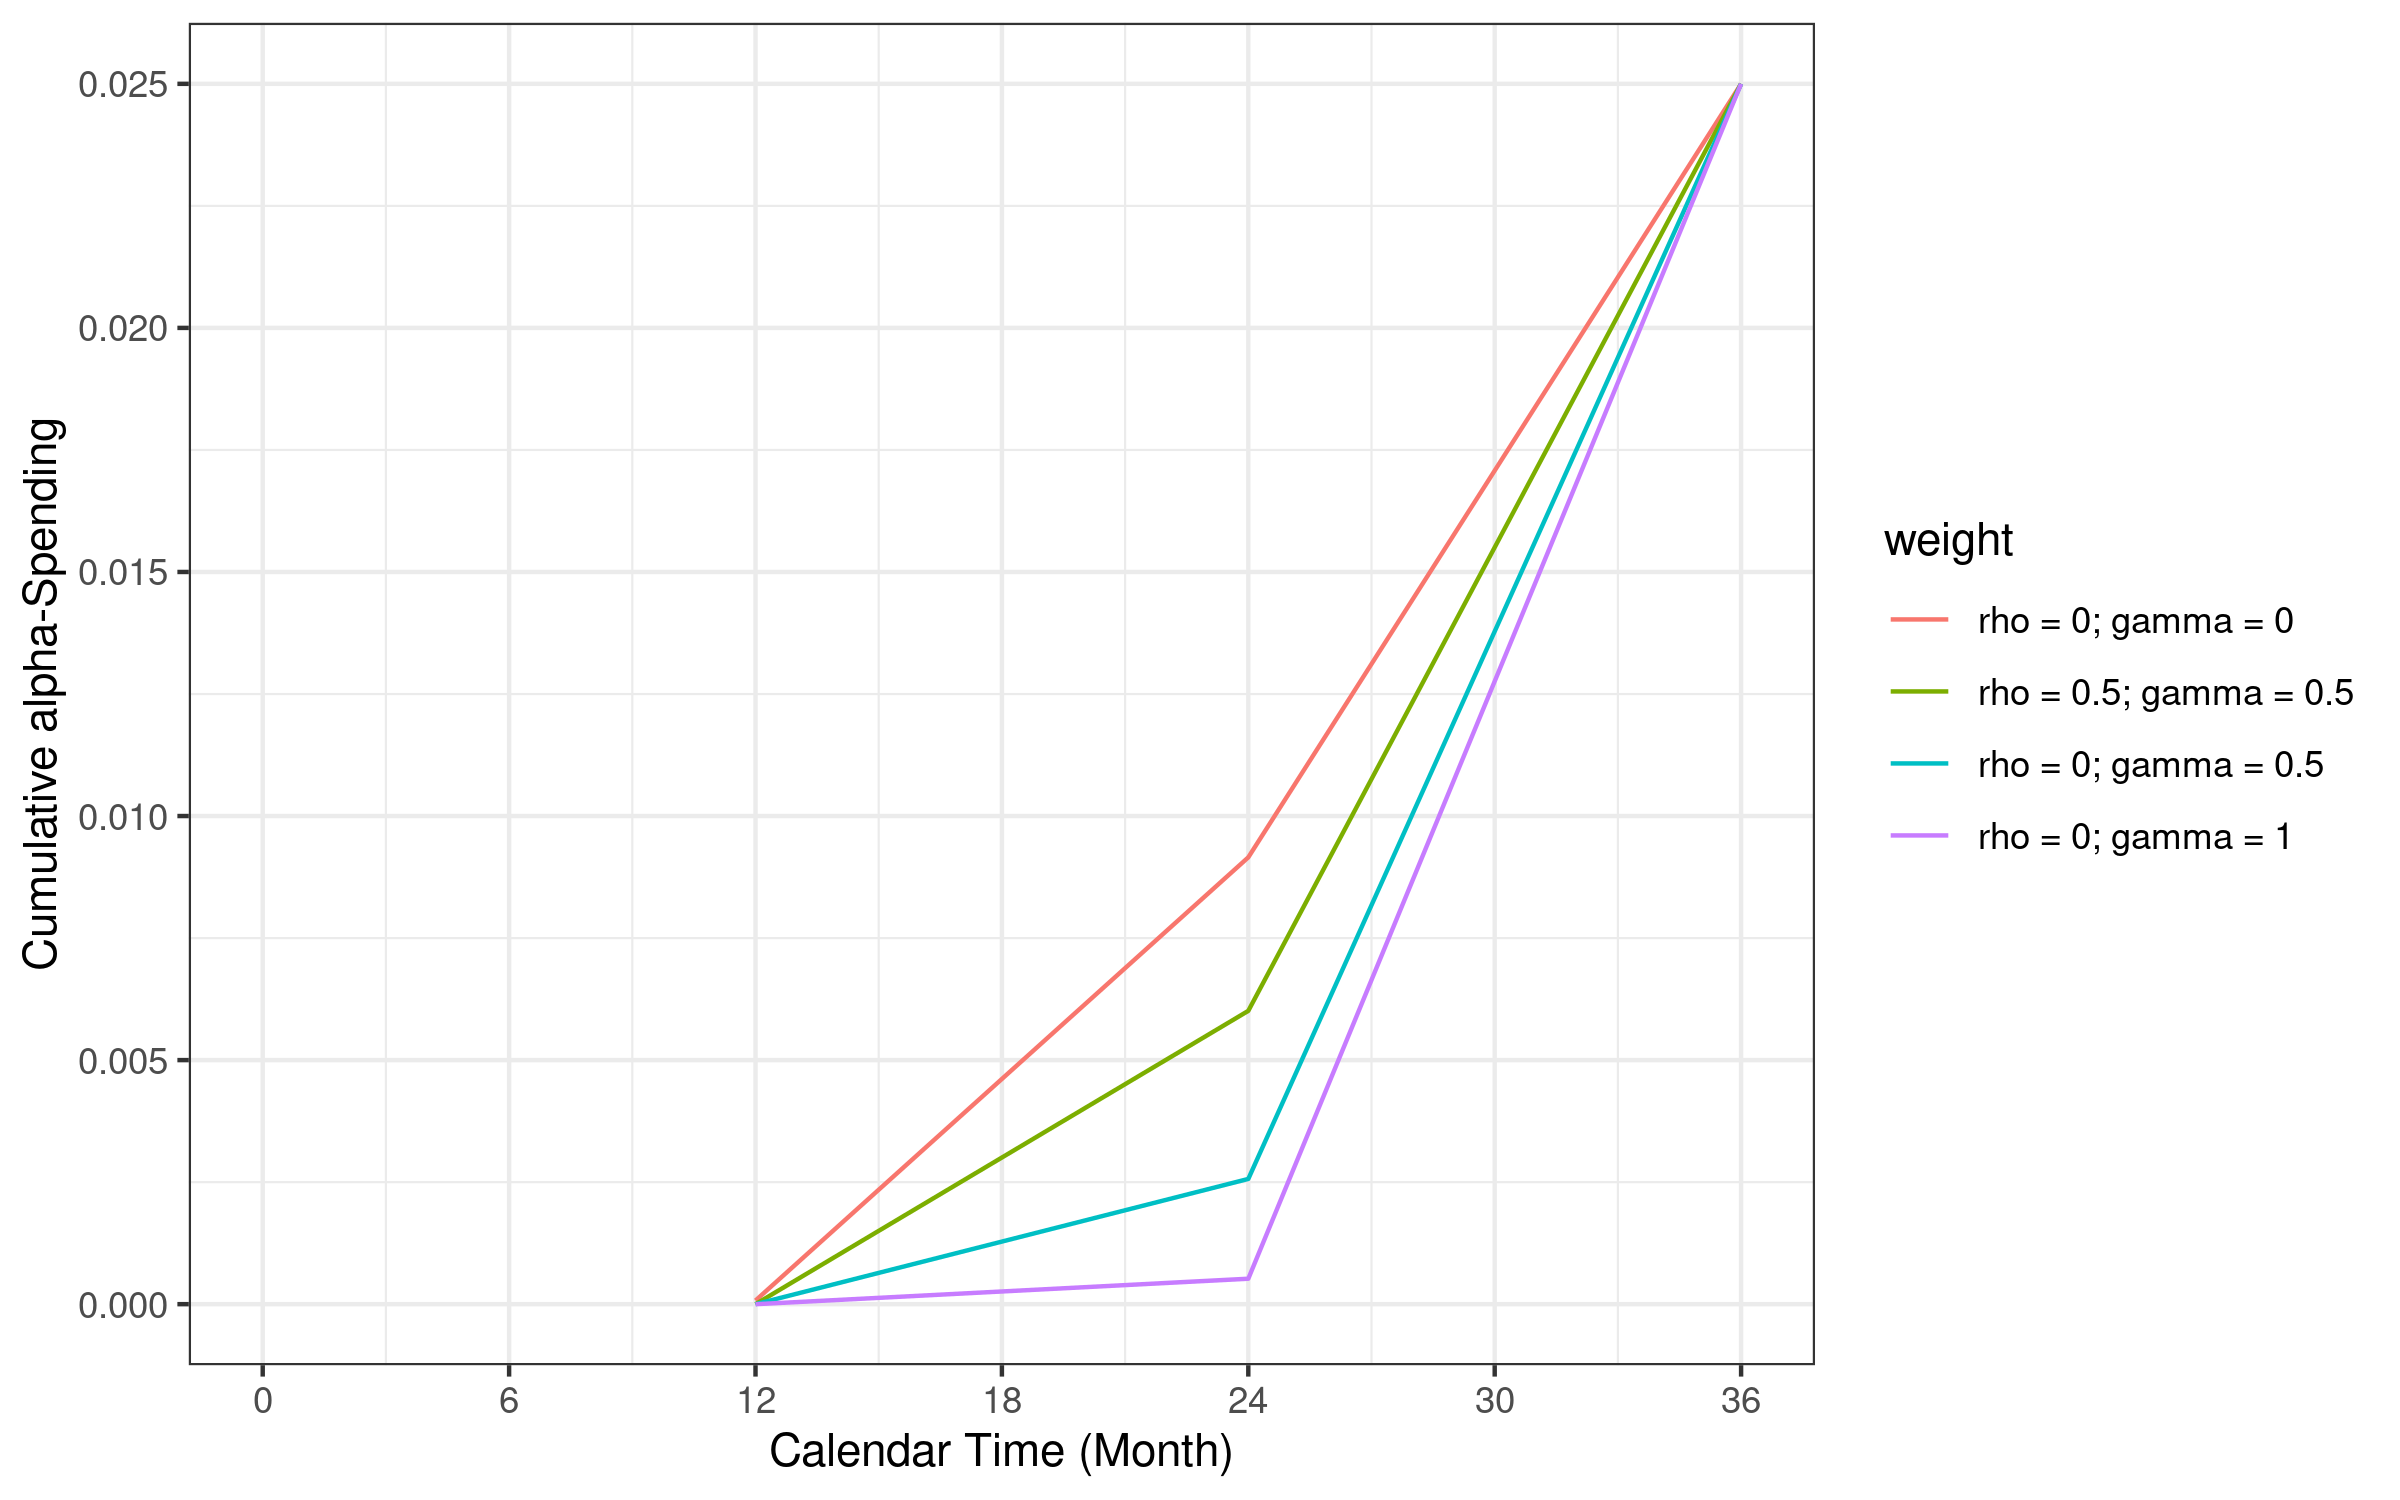 Cumulative alpha-Spending
0.025
0.020
0.015
0.010
0.005
0.000
0 6 12 18 24 30 36
Calendar Time (Month)
weight
rho = 0; gamma = 0
rho = 0.5; gamma = 0.5
rho = 0; gamma = 0.5
rho = 0; gamma = 1